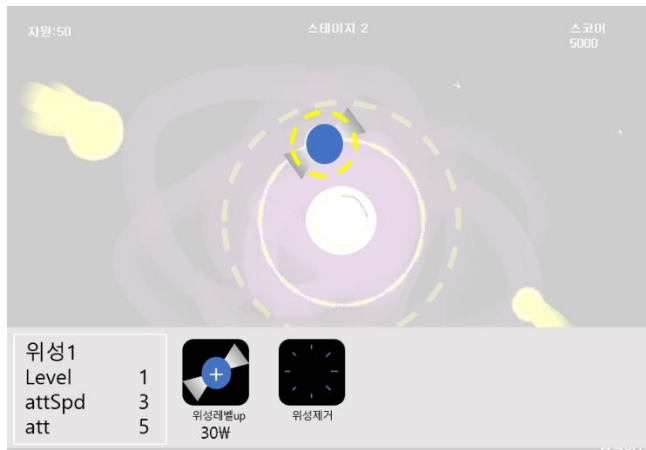 자원:50
스테이지 2
스코어
5000
위성1
Level 1
attSpd 3
att 5
위성레벨up
30₩
위성제거